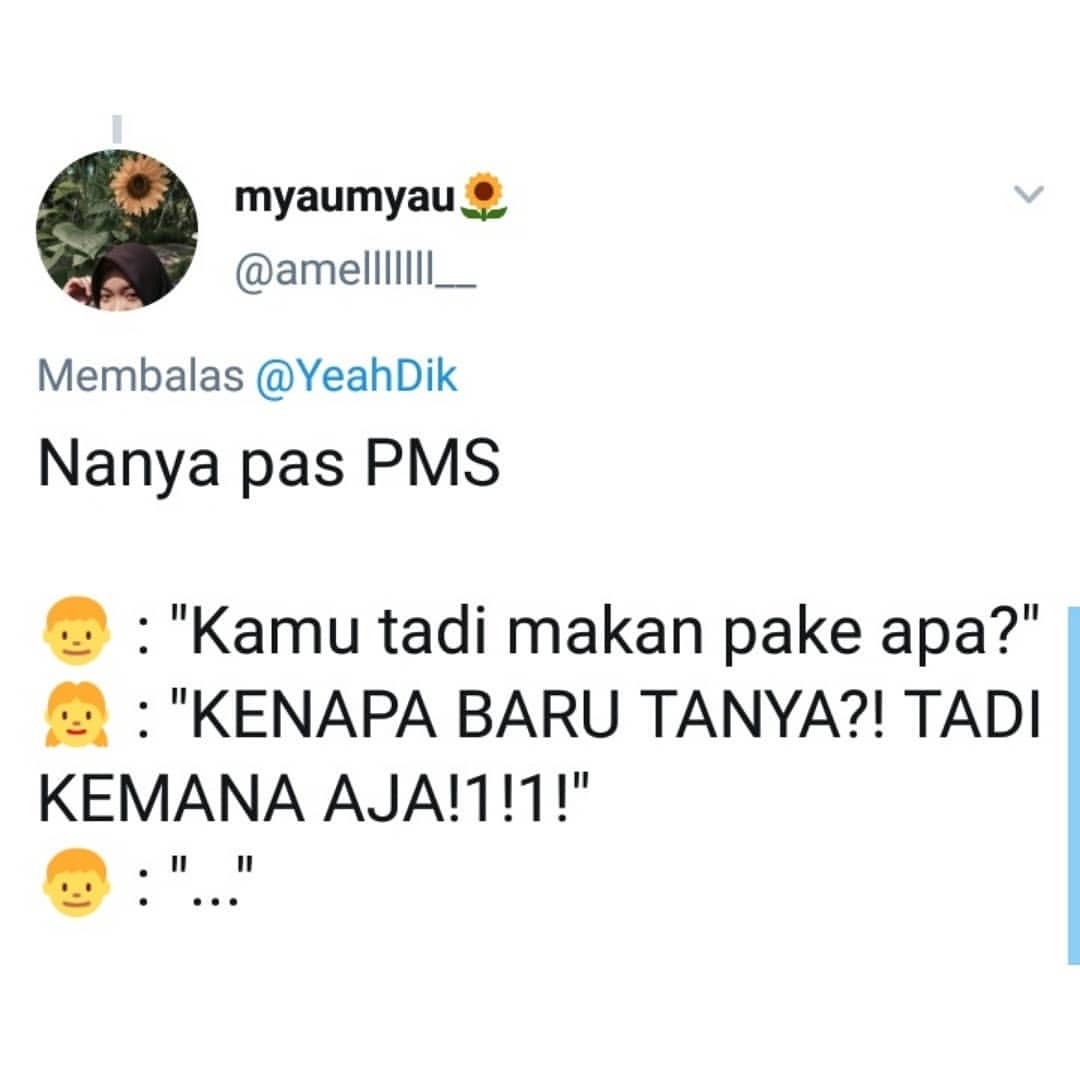 myaumyau🌻
@amelllllll__
Membalas @YeahDik
Nanya pas PMS
👦 : "Kamu tadi makan pake apa?"
👧 : "KENAPA BARU TANYA?! TADI
KEMANA AJA!1!1!"
👦 : "..."